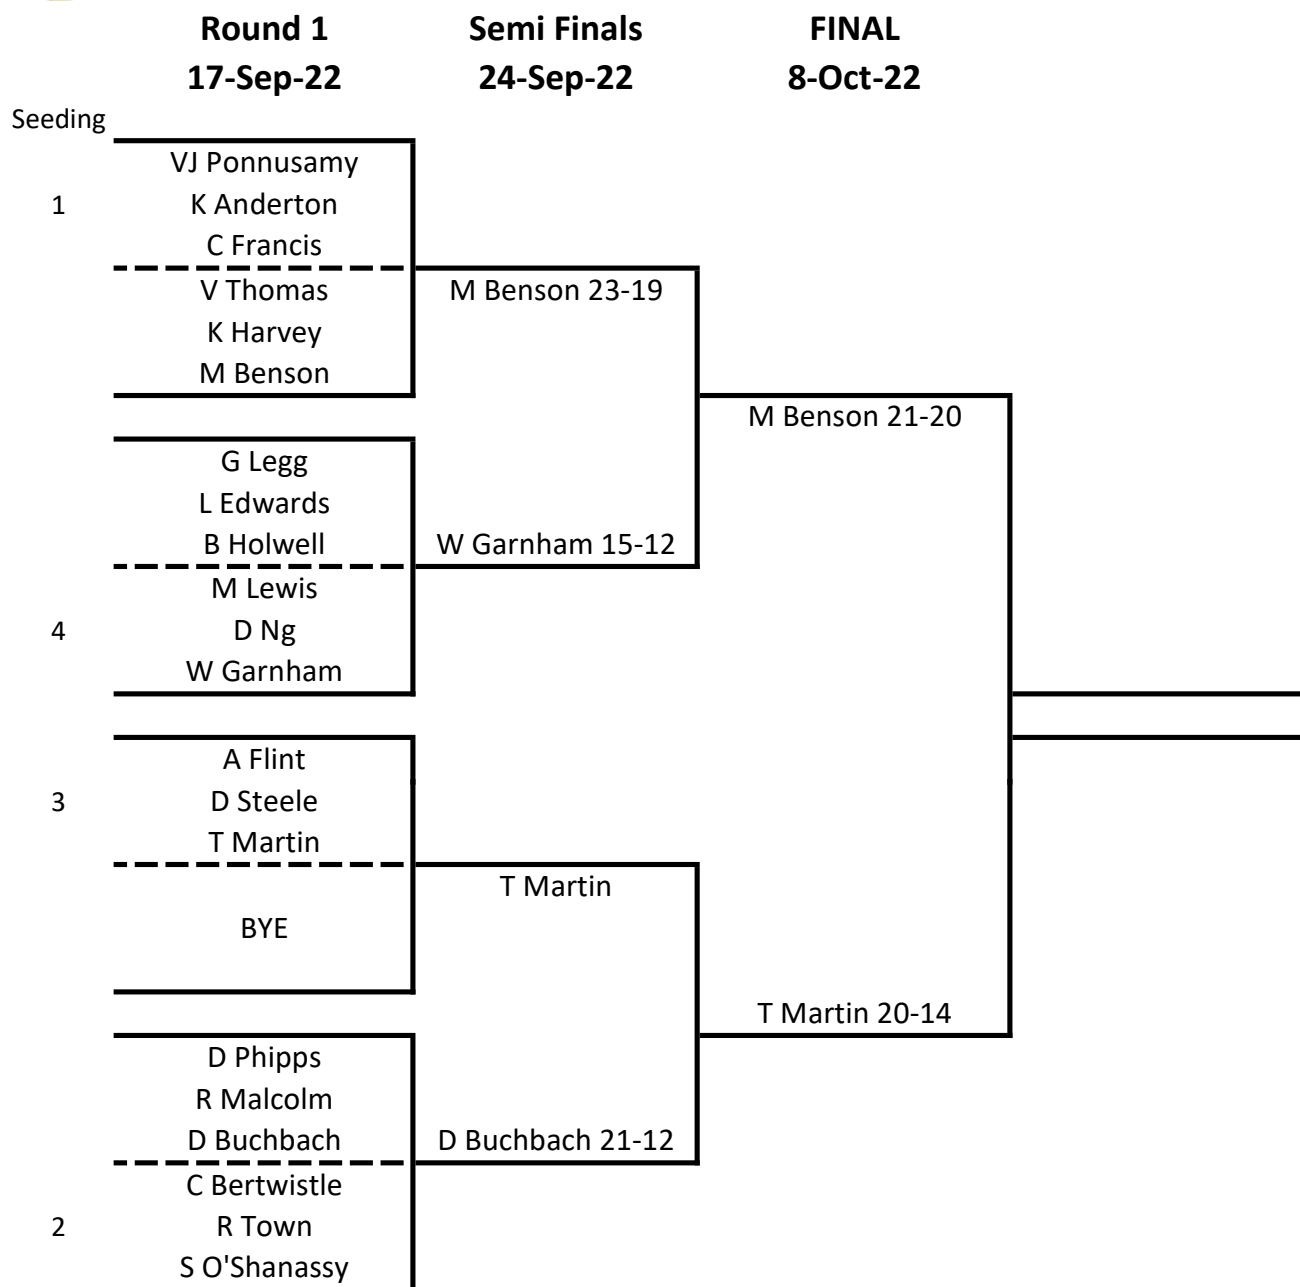 Round 1 Semi Finals FINAL
17-Sep-22 24-Sep-22 8-Oct-22
Seeding
VJ Ponnusamy
1 K Anderton
C Francis
V Thomas M Benson 23-19
K Harvey
M Benson
M Benson 21-20
G Legg
L Edwards
B Holwell W Garnham 15-12
M Lewis
4 D Ng
W Garnham
A Flint
3 D Steele
T Martin
T Martin
BYE
T Martin 20-14
D Phipps
R Malcolm
D Buchbach D Buchbach 21-12
C Bertwistle
2 R Town
S O'Shanassy